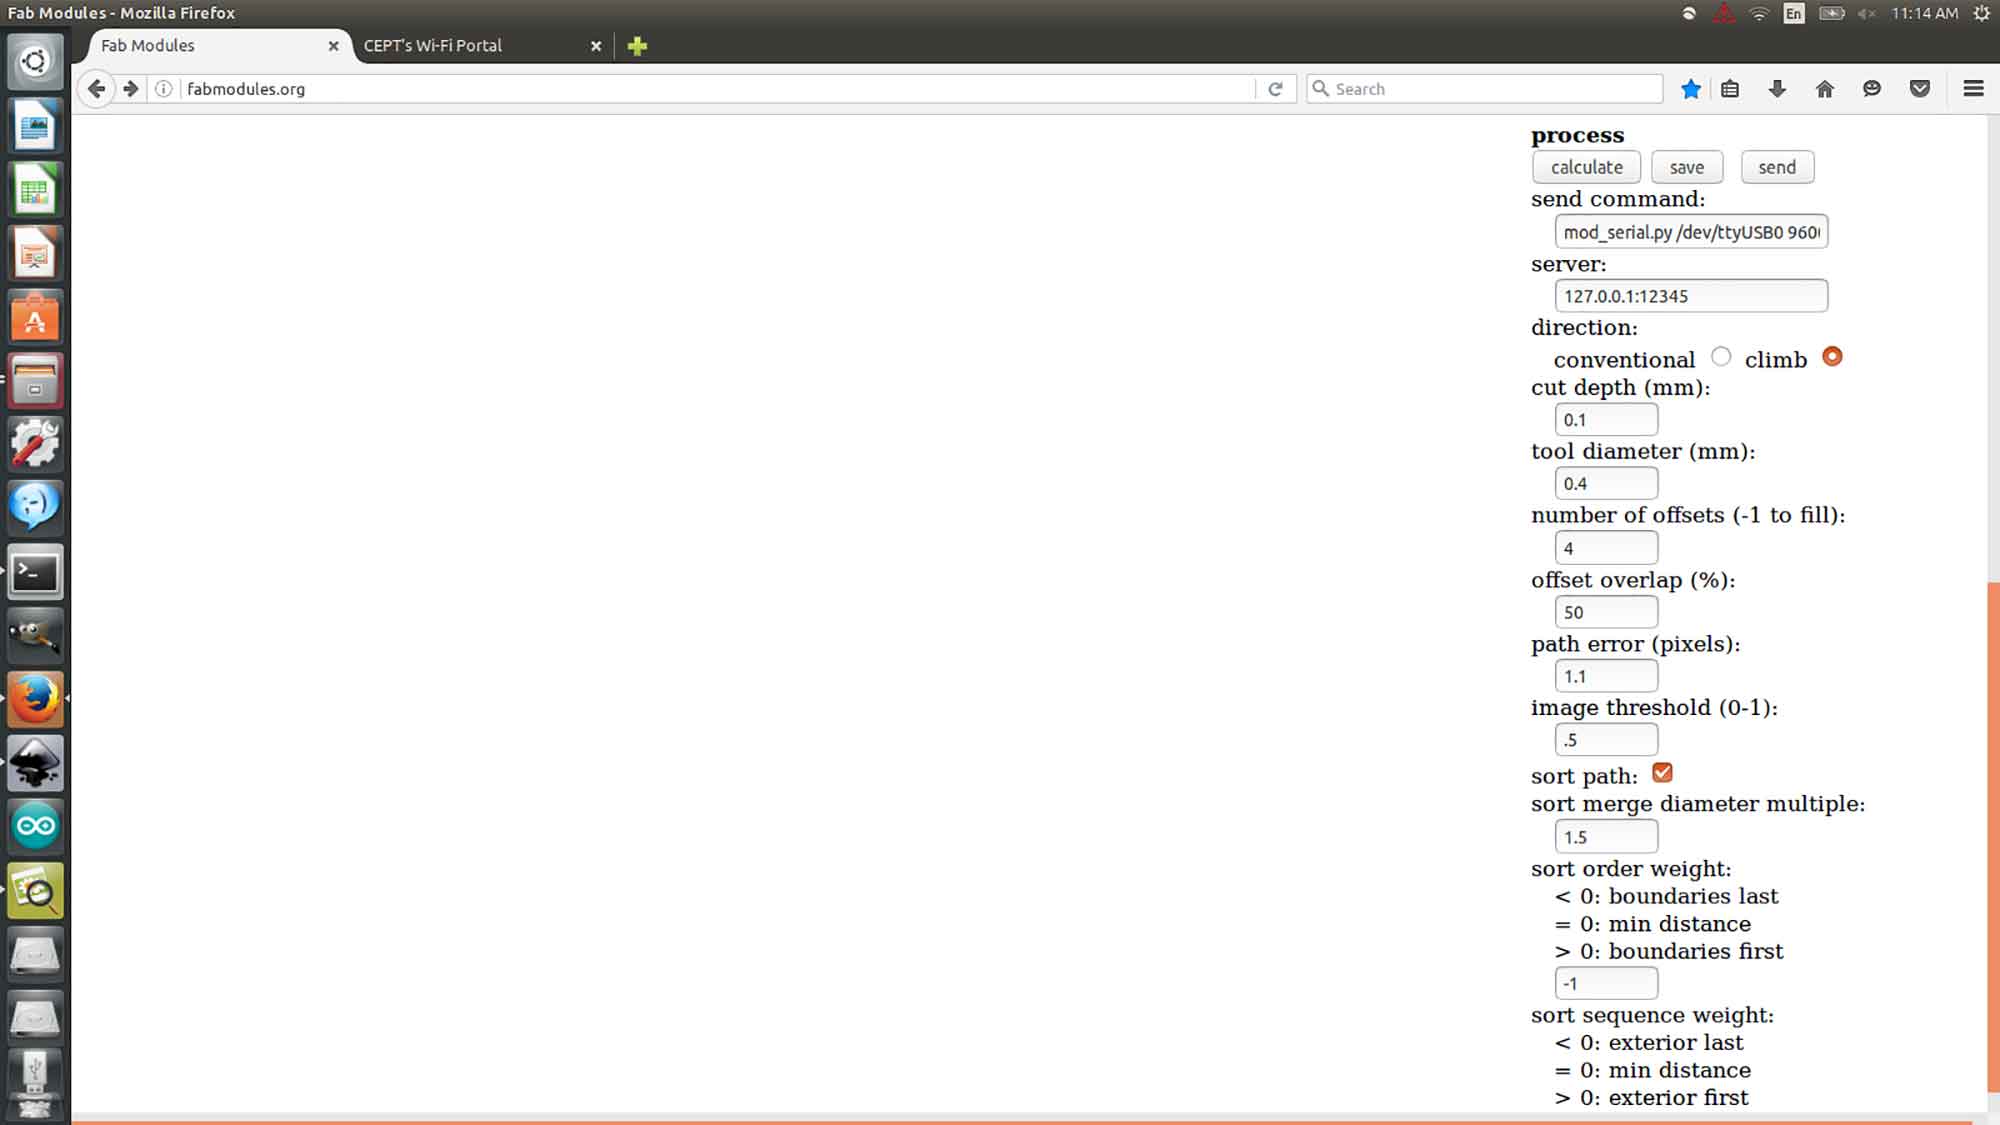 Fab Modules - Mozilla Firefox
En
11:14 AM
Fab Modules
CEPT's Wi-Fi Portal
fabmodules.org
Search
process
calculate
save
send
send command:
mod_serial.py /dev/ttyUSB0 960
server:
127.0.0.1:12345
direction:
conventional
climb
cut depth (mm):
0.1
tool diameter (mm):
0.4
number of offsets (-1 to fill):
4
offset overlap (%):
50
path error (pixels):
1.1
image threshold (0-1):
.5
sort path:
sort merge diameter multiple:
1.5
sort order weight:
< 0: boundaries last
= 0: min distance
> 0: boundaries first
-1
sort sequence weight:
< 0: exterior last
= 0: min distance
> 0: exterior first